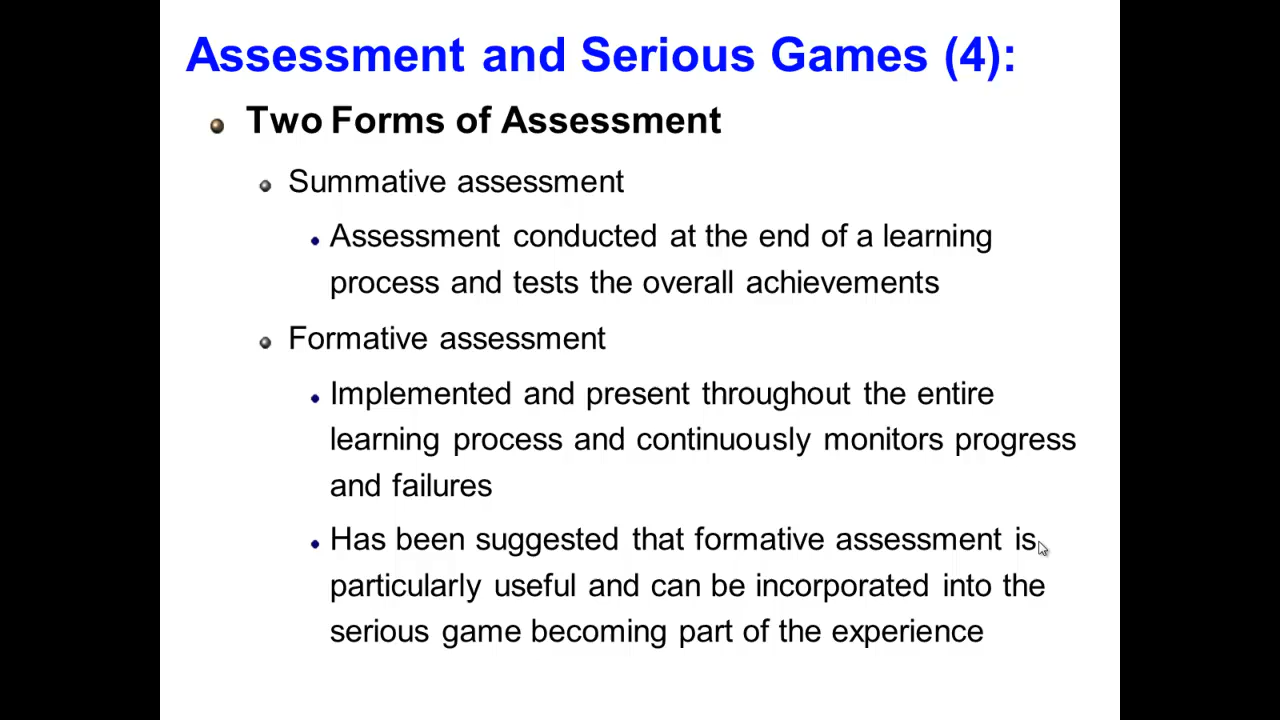 Assessment and Serious Games (4):
Two Forms of Assessment
Summative assessment
Assessment conducted at the end of a learning
process and tests the overall achievements
Formative assessment
Implemented and present throughout the entire
learning process and continuously monitors progress
and failures
Has been suggested that formative assessment is
particularly useful and can be incorporated into the
serious game becoming part of the experience